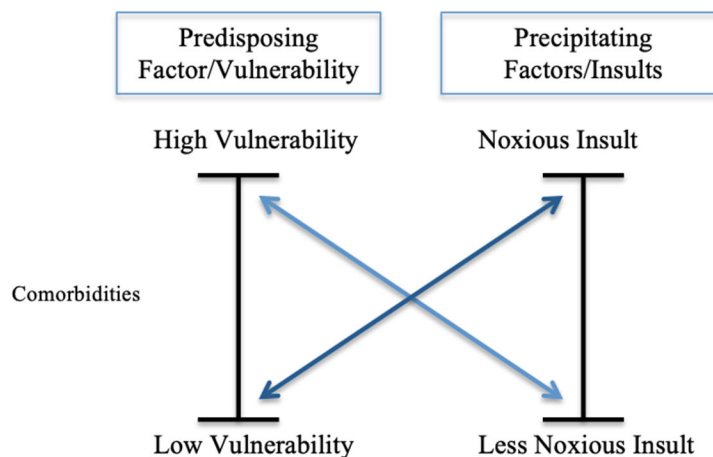 Predisposing
Factor/Vulnerability
Precipitating
Factors/Insults
High Vulnerability
Noxious Insult
Comorbidities
Low Vulnerability
Less Noxious Insult